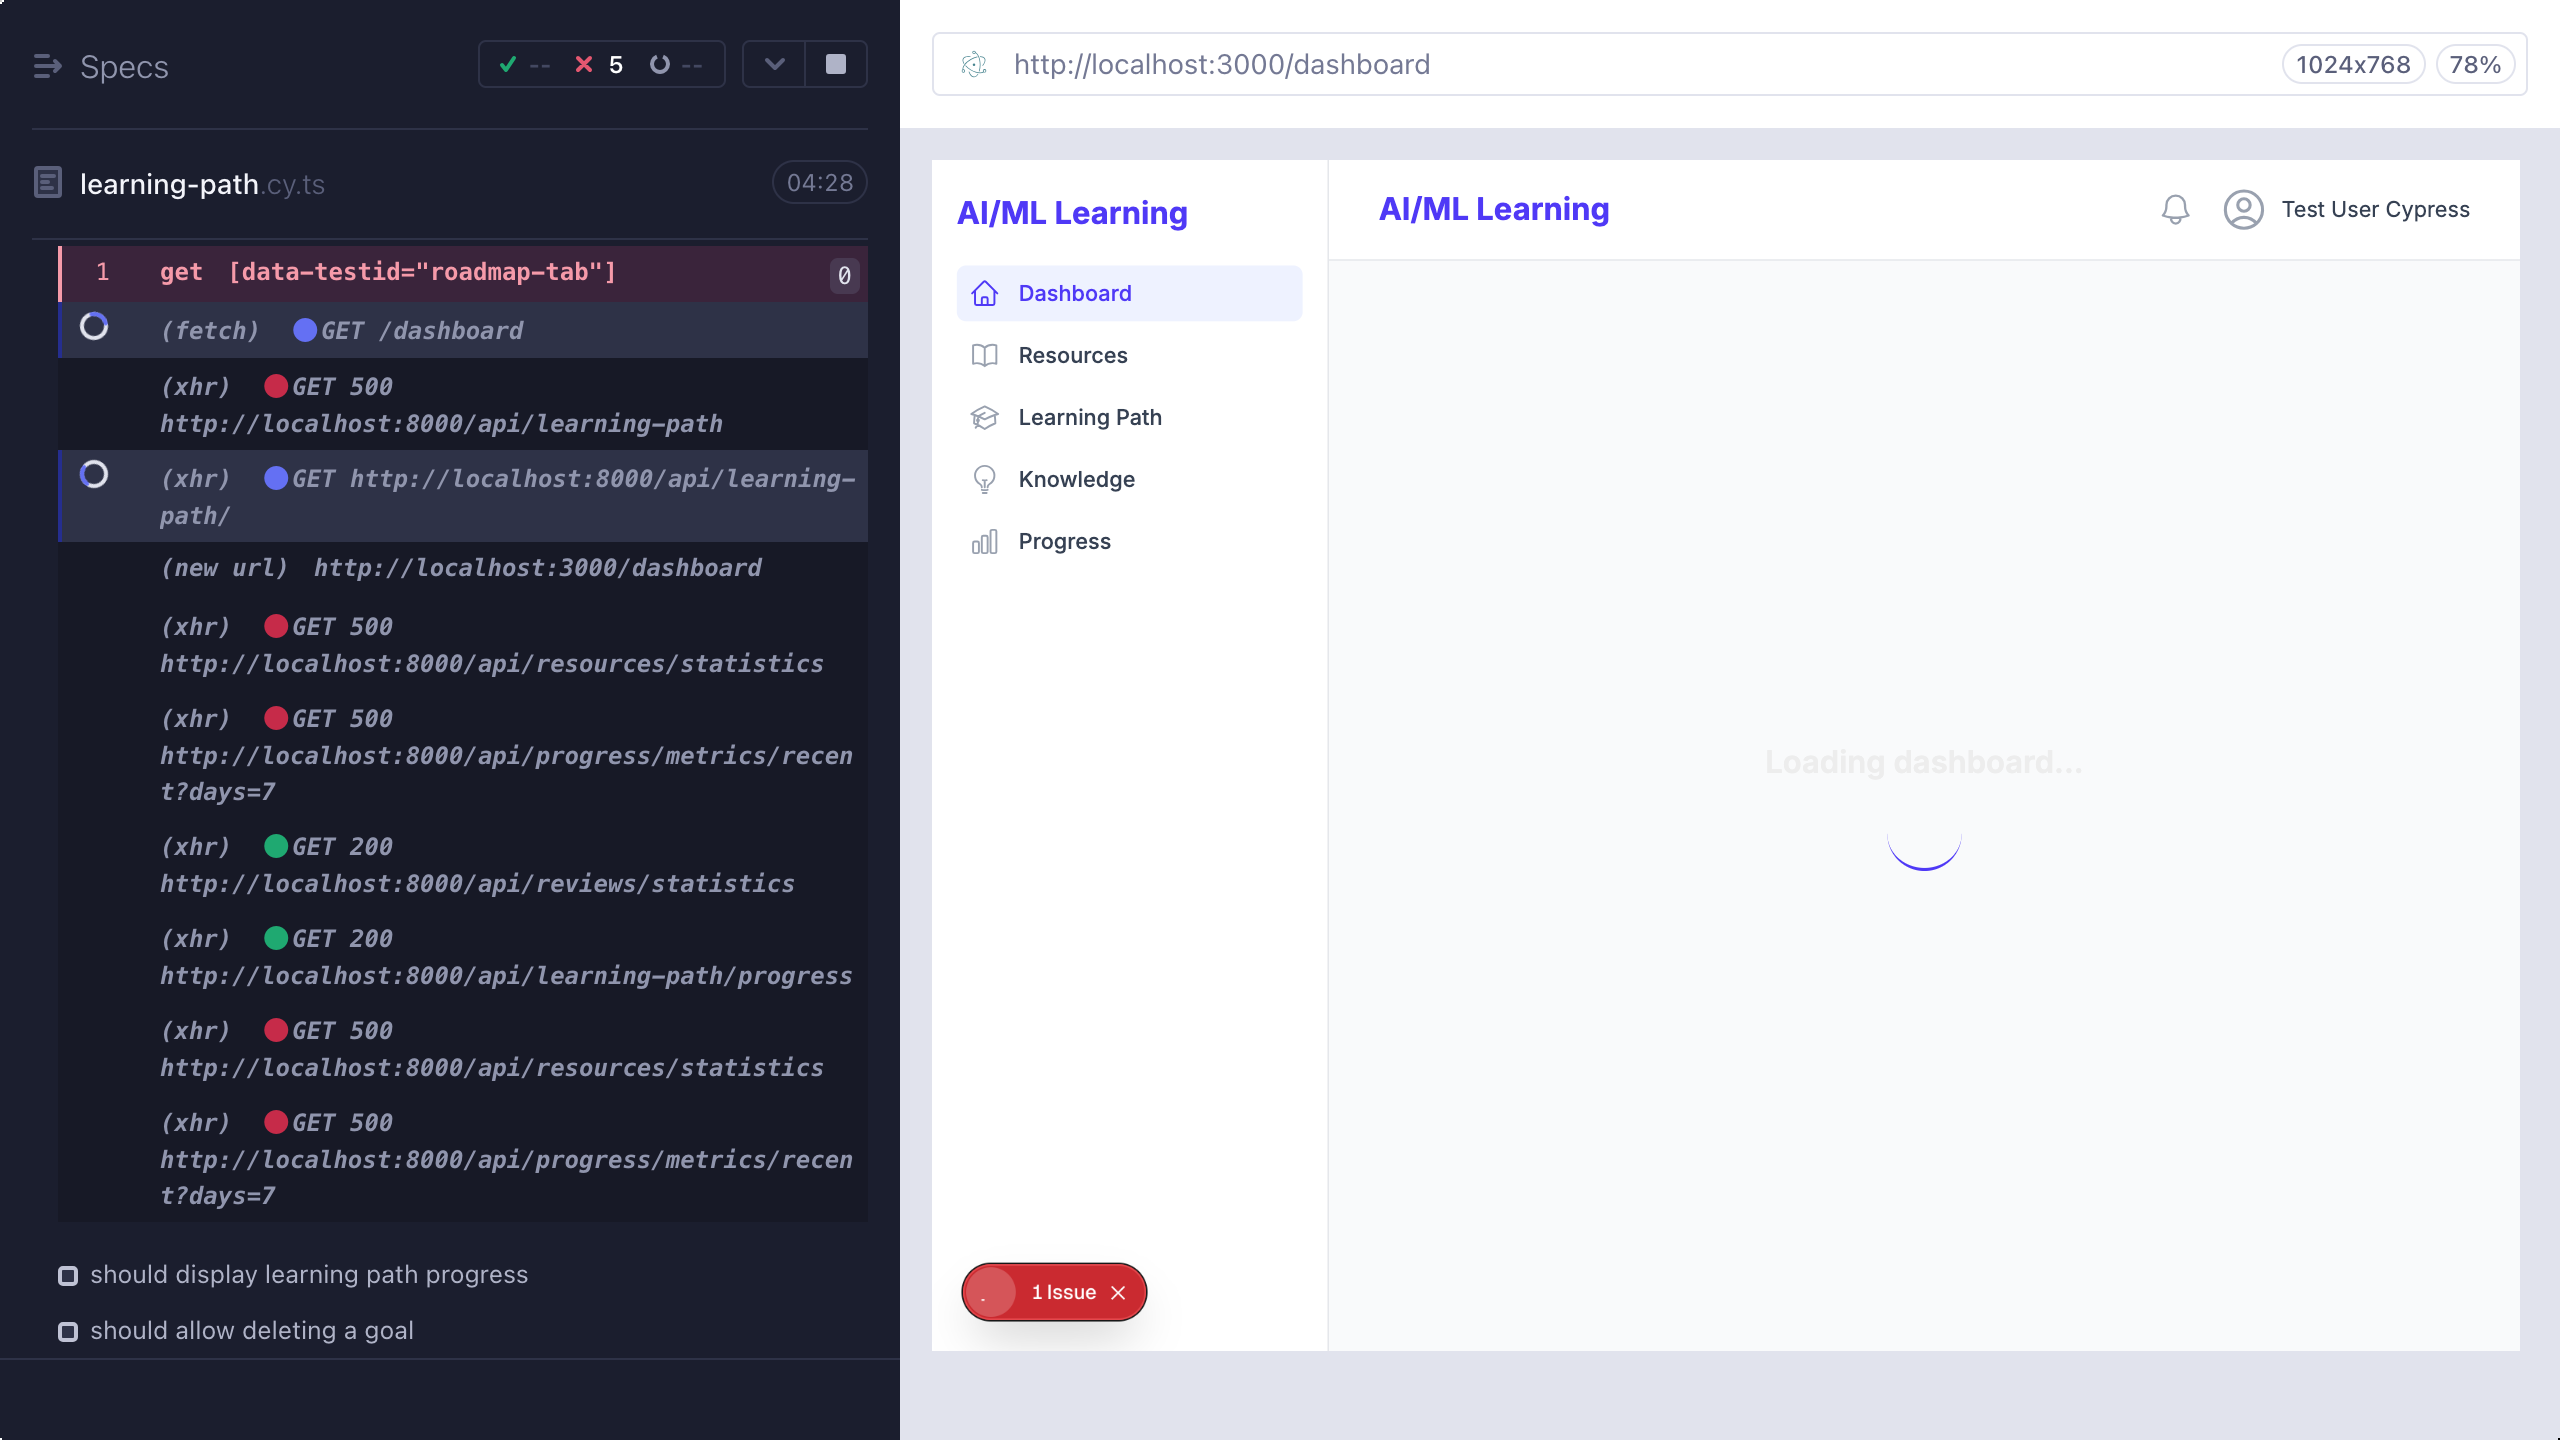 Specs
-- 5 --
learning-path.cy.ts 04:28
1 get [data-testid="roadmap-tab"] 0
(fetch) GET /dashboard
(xhr) GET 500
http://localhost:8000/api/learning-path
(xhr) GET http://localhost:8000/api/learning-
path/
(new url) http://localhost:3000/dashboard
(xhr) GET 500
http://localhost:8000/api/resources/statistics
(xhr) GET 500
http://localhost:8000/api/progress/metrics/recen
t?days=7
(xhr) GET 200
http://localhost:8000/api/reviews/statistics
(xhr) GET 200
http://localhost:8000/api/learning-path/progress
(xhr) GET 500
http://localhost:8000/api/resources/statistics
(xhr) GET 500
http://localhost:8000/api/progress/metrics/recen
t?days=7
should display learning path progress
should allow deleting a goal
http://localhost:3000/dashboard 1024x768 78%
AI/ML Learning
Dashboard
Resources
Learning Path
Knowledge
Progress
1 Issue
AI/ML Learning
Test User Cypress
Loading dashboard...